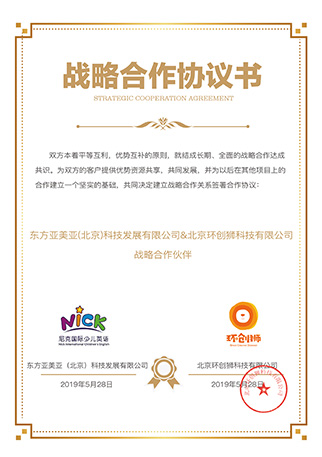 战略合作协议书
STRATEGIC COOPERATION AGREEMENT
双方本着平等互利、优势互补的原则，就结成长期、全面的战略合作达成
共识。为双方的客户提供优势资源共享、共同发展，并为以后在其他项目上的
合作建立一个坚实的基础，共同决定建立战略合作关系签署合作协议：
东方亚美亚(北京)科技发展有限公司&北京环创狮科技有限公司
战略合作伙伴
NiCK
尼克国际少儿英语
Nick International Children's English
环创狮
东方亚美亚（北京）科技发展有限公司
北京环创狮科技有限公司
2019年5月28日
2019年5月28日